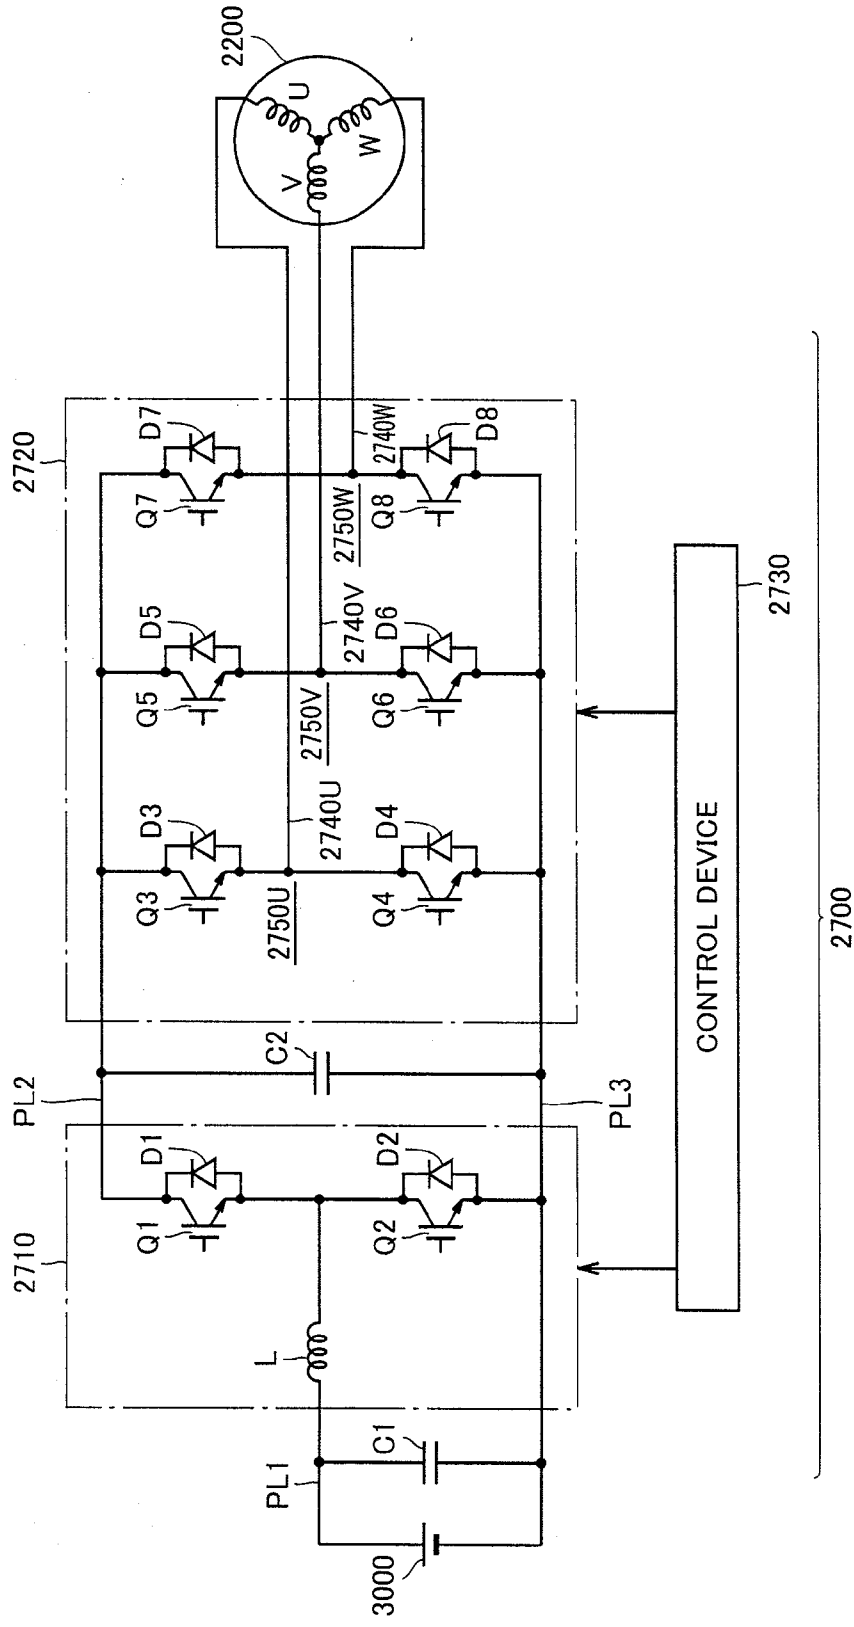 2710
PL2
2720
2200
Q1
D1
C2
Q3
D3
Q5
D5
Q7
D7
U
V
W
PL1
L
2750U
2740U
2750V
2740V
2750W
2740W
3000
C1
Q2
D2
Q4
D4
Q6
D6
Q8
D8
PL3
CONTROL DEVICE
2730
2700